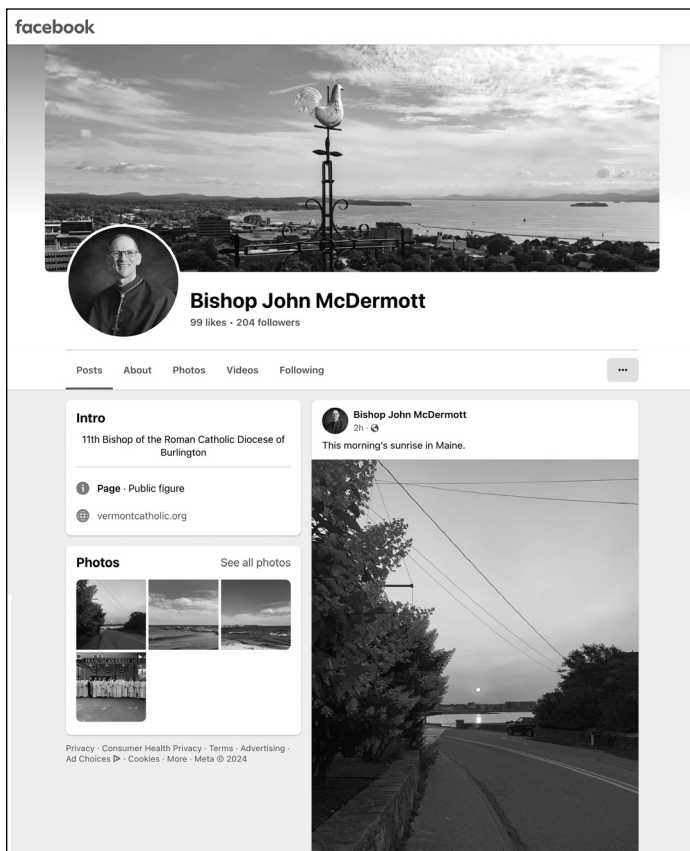 facebook
Bishop John McDermott
99 likes • 204 followers
Posts About Photos Videos Following
Intro
11th Bishop of the Roman Catholic Diocese of
Burlington
Page · Public figure
vermontcatholic.org
Photos See all photos
Privacy · Consumer Health Privacy · Terms · Advertising ·
Ad Choices · Cookies · More · Meta © 2024
Bishop John McDermott
2h ·
This morning's sunrise in Maine.